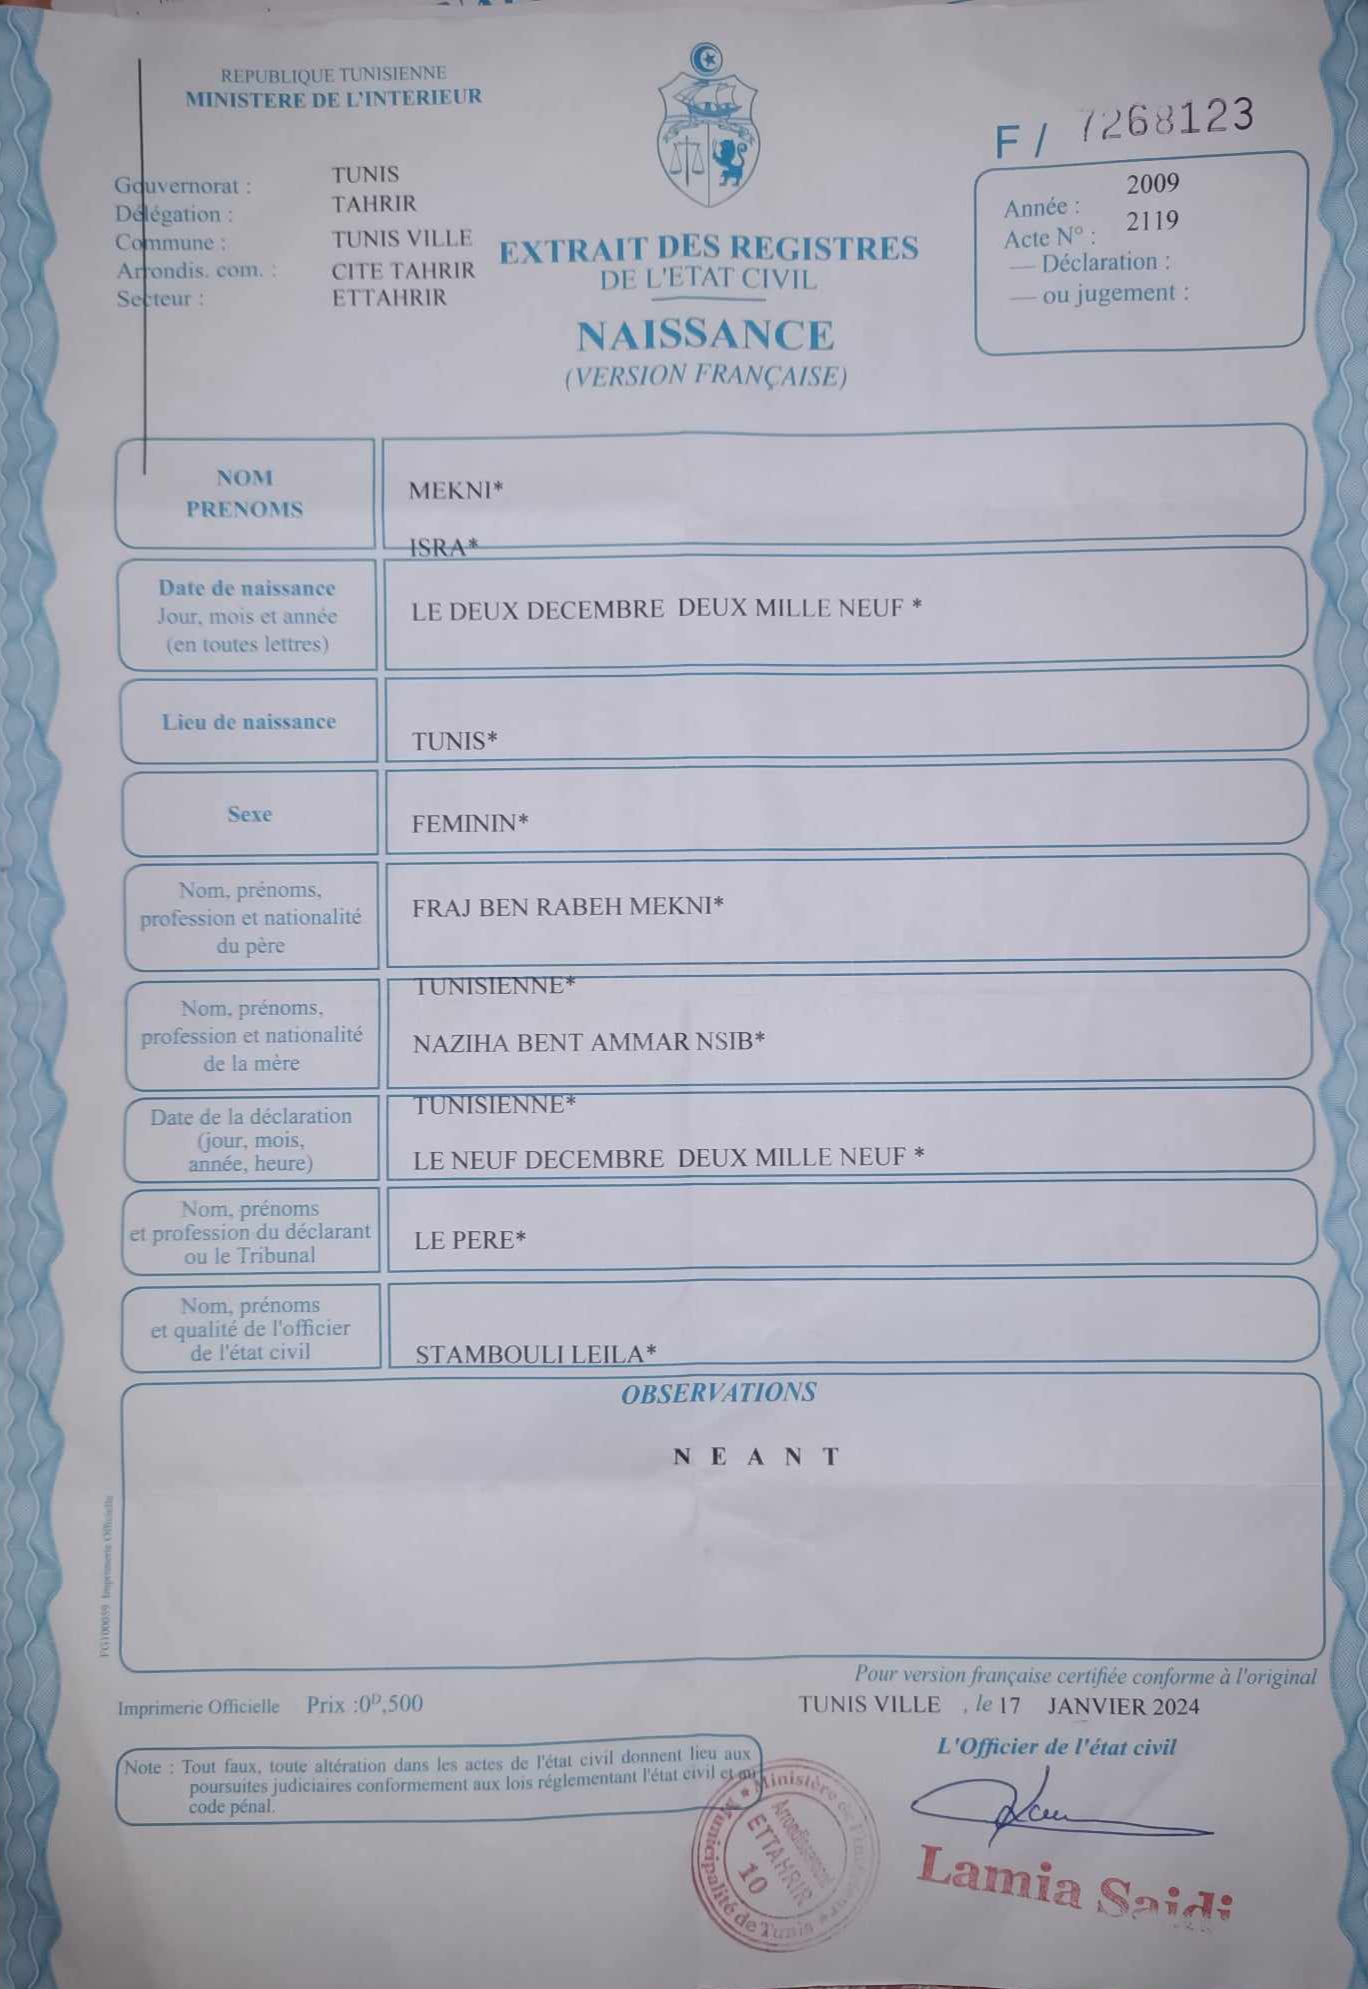 REPUBLIQUE TUNISIENNE
MINISTERE DE L'INTERIEUR
F / 7268123
Gouvernorat : TUNIS
Délégation : TAHRIR
Commune : TUNIS VILLE
Arrondis. com. : CITE TAHRIR
Secteur : ETTAHRIR
EXTRAIT DES REGISTRES
DE L'ETAT CIVIL
NAISSANCE
(VERSION FRANÇAISE)
Année : 2009
Acte N° : 2119
— Déclaration :
— ou jugement :
NOM
PRENOMS
MEKNI*
ISRA*
Date de naissance
Jour, mois et année
(en toutes lettres)
LE DEUX DECEMBRE DEUX MILLE NEUF *
Lieu de naissance
TUNIS*
Sexe
FEMININ*
Nom, prénoms,
profession et nationalité
du père
FRAJ BEN RABEH MEKNI*
TUNISIENNE*
Nom, prénoms,
profession et nationalité
de la mère
NAZIHA BENT AMMAR NSIB*
TUNISIENNE*
Date de la déclaration
(jour, mois,
année, heure)
LE NEUF DECEMBRE DEUX MILLE NEUF *
Nom, prénoms
et profession du déclarant
ou le Tribunal
LE PERE*
Nom, prénoms
et qualité de l'officier
de l'état civil
STAMBOULI LEILA*
OBSERVATIONS
N E A N T
FG100059 Imprimerie Officielle
Pour version française certifiée conforme à l'original
Imprimerie Officielle Prix :0D,500
TUNIS VILLE , le 17 JANVIER 2024
L'Officier de l'état civil
Note : Tout faux, toute altération dans les actes de l'état civil donnent lieu aux
poursuites judiciaires conformement aux lois réglementant l'état civil et au
code pénal.
Ministère de l'Intérieur
Municipalité de Tunis
Arrondissement
ETTAHRIR
10
Lamia Saidi